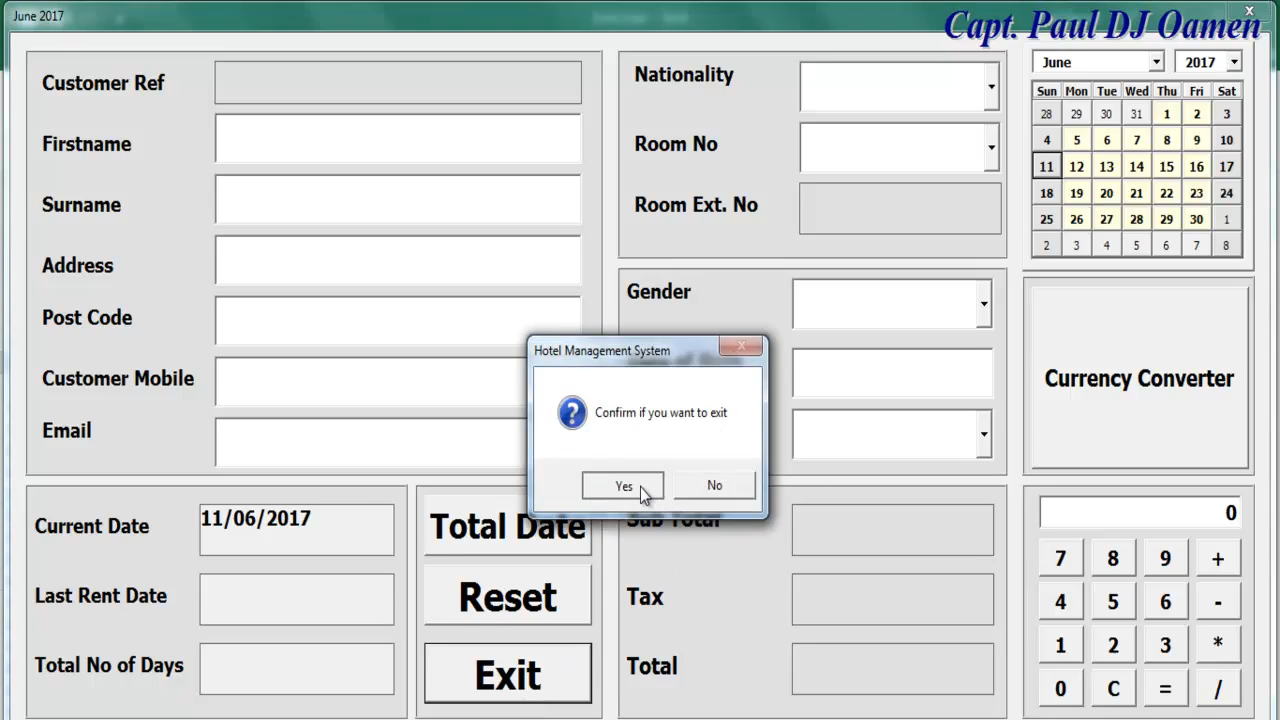 June 2017
x
Capt. Paul DJ Oamen
Customer Ref
Firstname
Surname
Address
Post Code
Customer Mobile
Email
Nationality
Room No
Room Ext. No
Gender
June 2017
Sun Mon Tue Wed Thu Fri Sat
28 29 30 31 1 2 3
4 5 6 7 8 9 10
11 12 13 14 15 16 17
18 19 20 21 22 23 24
25 26 27 28 29 30 1
2 3 4 5 6 7 8
Currency Converter
Hotel Management System
x
?
Confirm if you want to exit
Yes No
Current Date 11/06/2017
Last Rent Date
Total No of Days
Total Date
Reset
Exit
Sub Total
Tax
Total
0
7 8 9 +
4 5 6 -
1 2 3 *
0 C = /